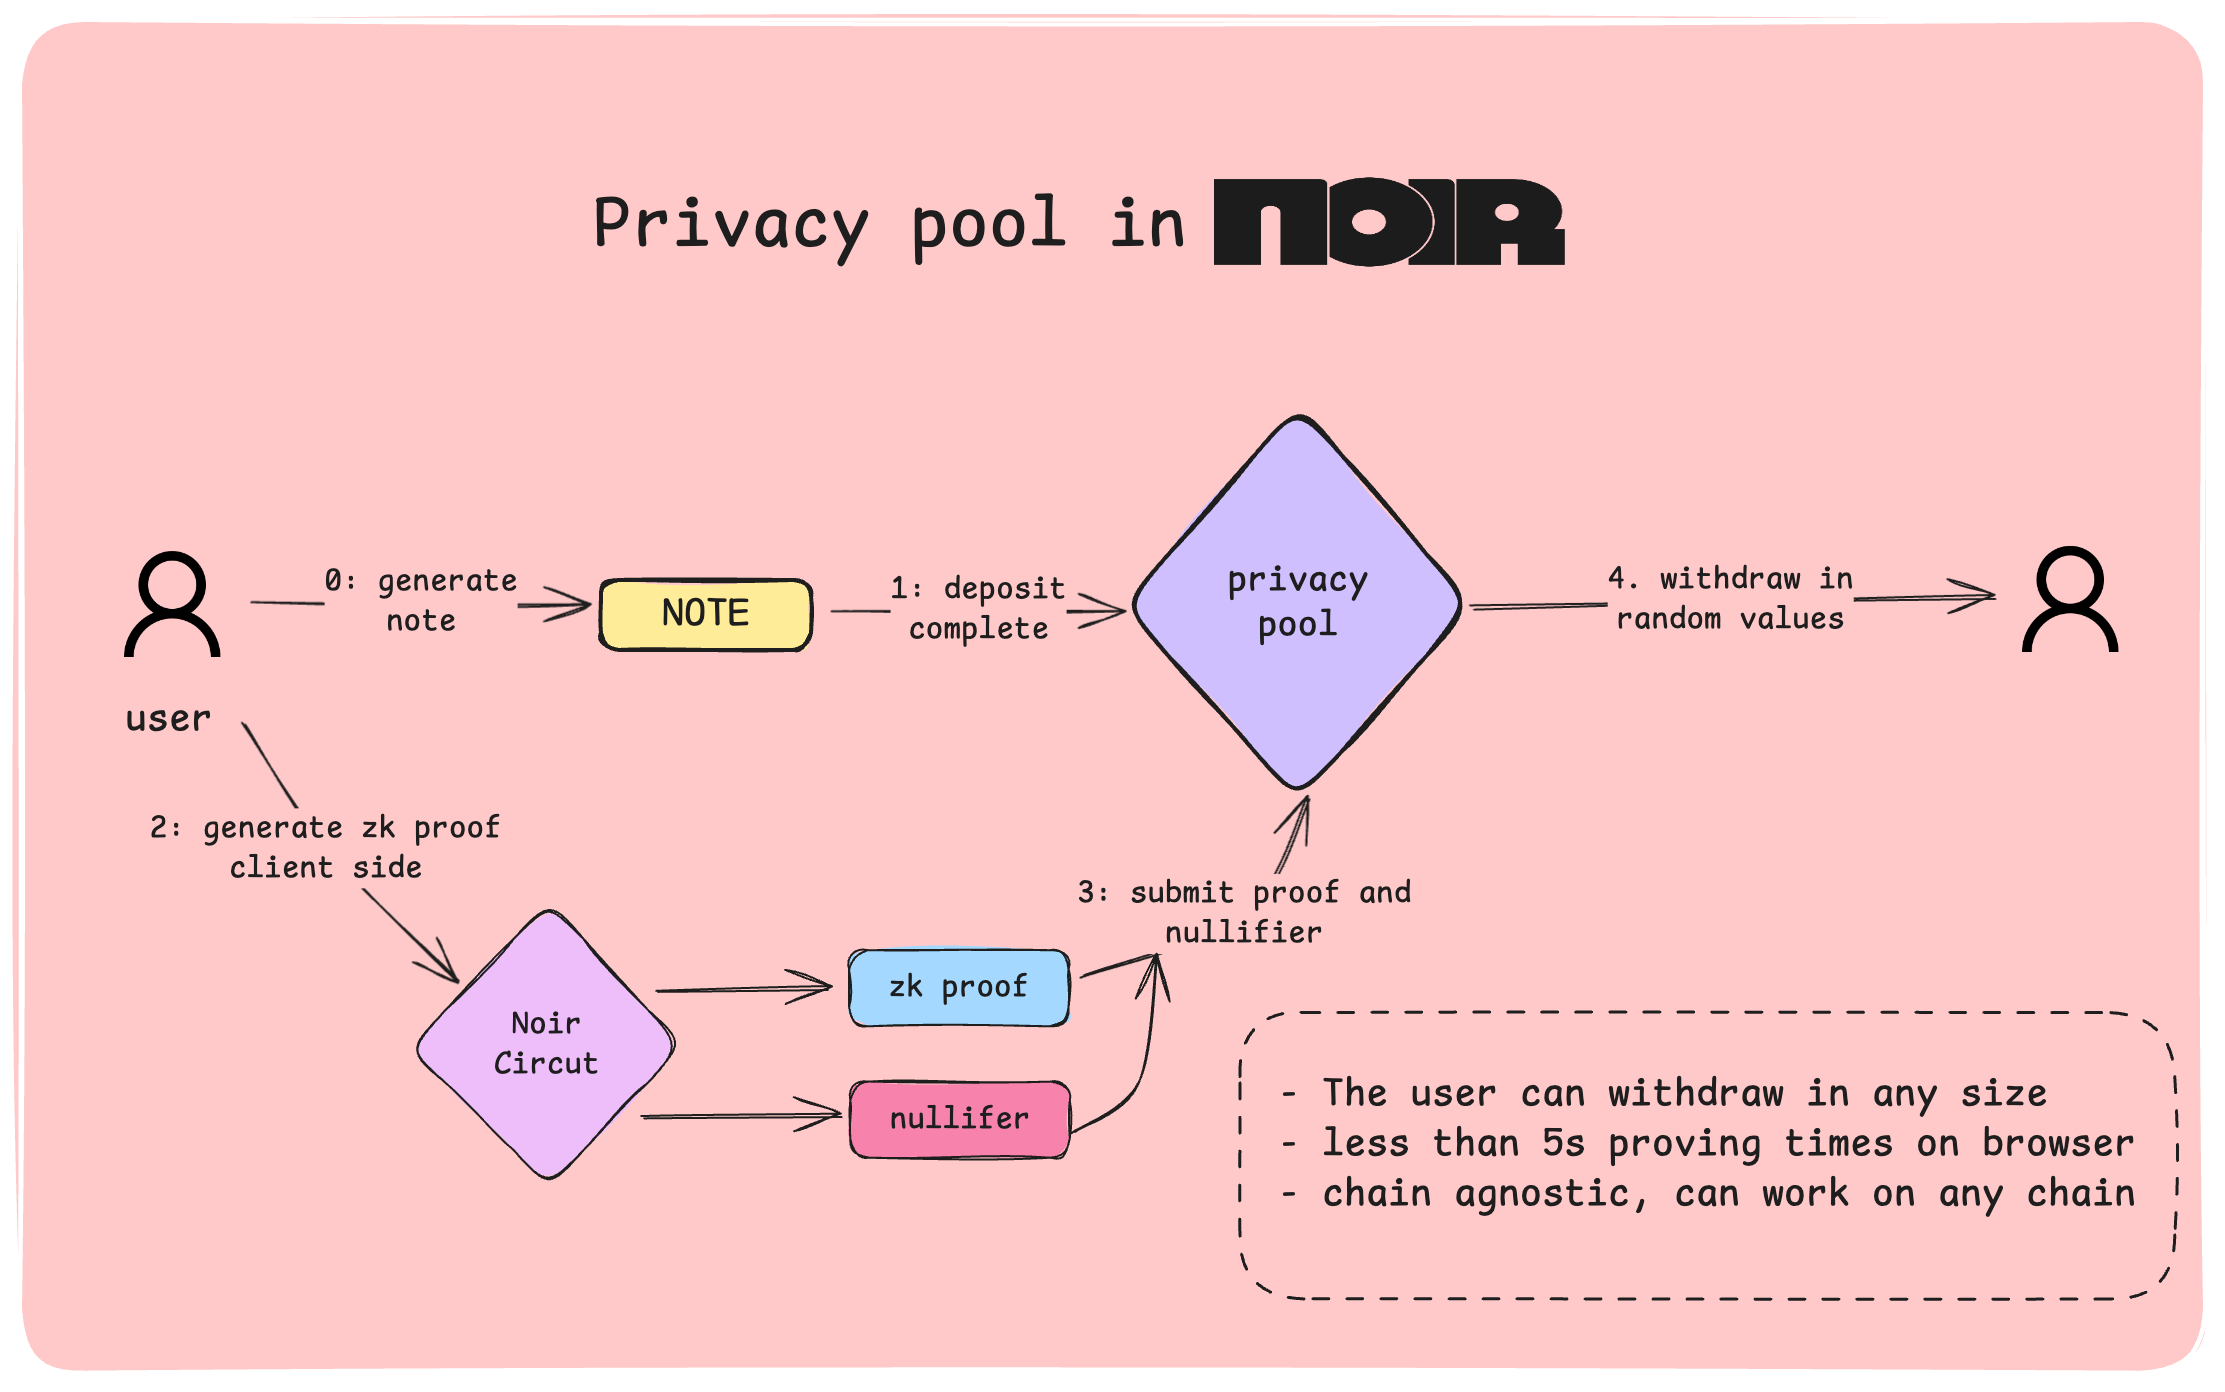 Privacy pool in NOIR
0: generate
note
NOTE
1: deposit
complete
privacy
pool
4. withdraw in
random values
user
2: generate zk proof
client side
3: submit proof and
nullifier
Noir
Circut
zk proof
nullifer
- The user can withdraw in any size
- less than 5s proving times on browser
- chain agnostic, can work on any chain